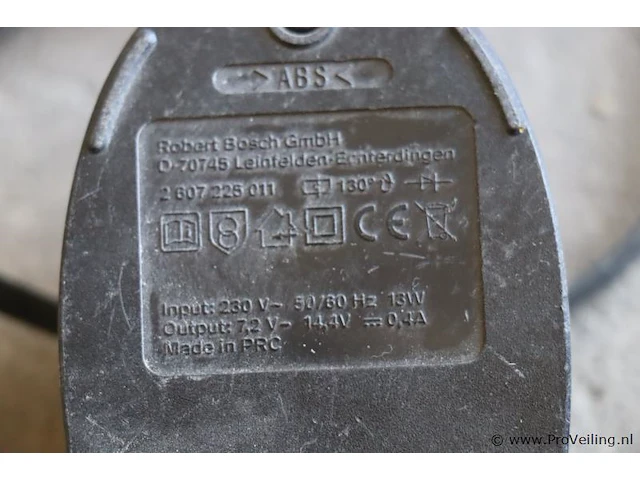 >ABS<
Robert Bosch GmbH
D-70745 Leinfelden-Echterdingen
2 607 225 011 130°
CE
Input: 230 V~ 50/60 Hz 13W
Output: 7,2 V- 14,4V ⎓ 0,4A
Made in PRC
© www.ProVeiling.nl